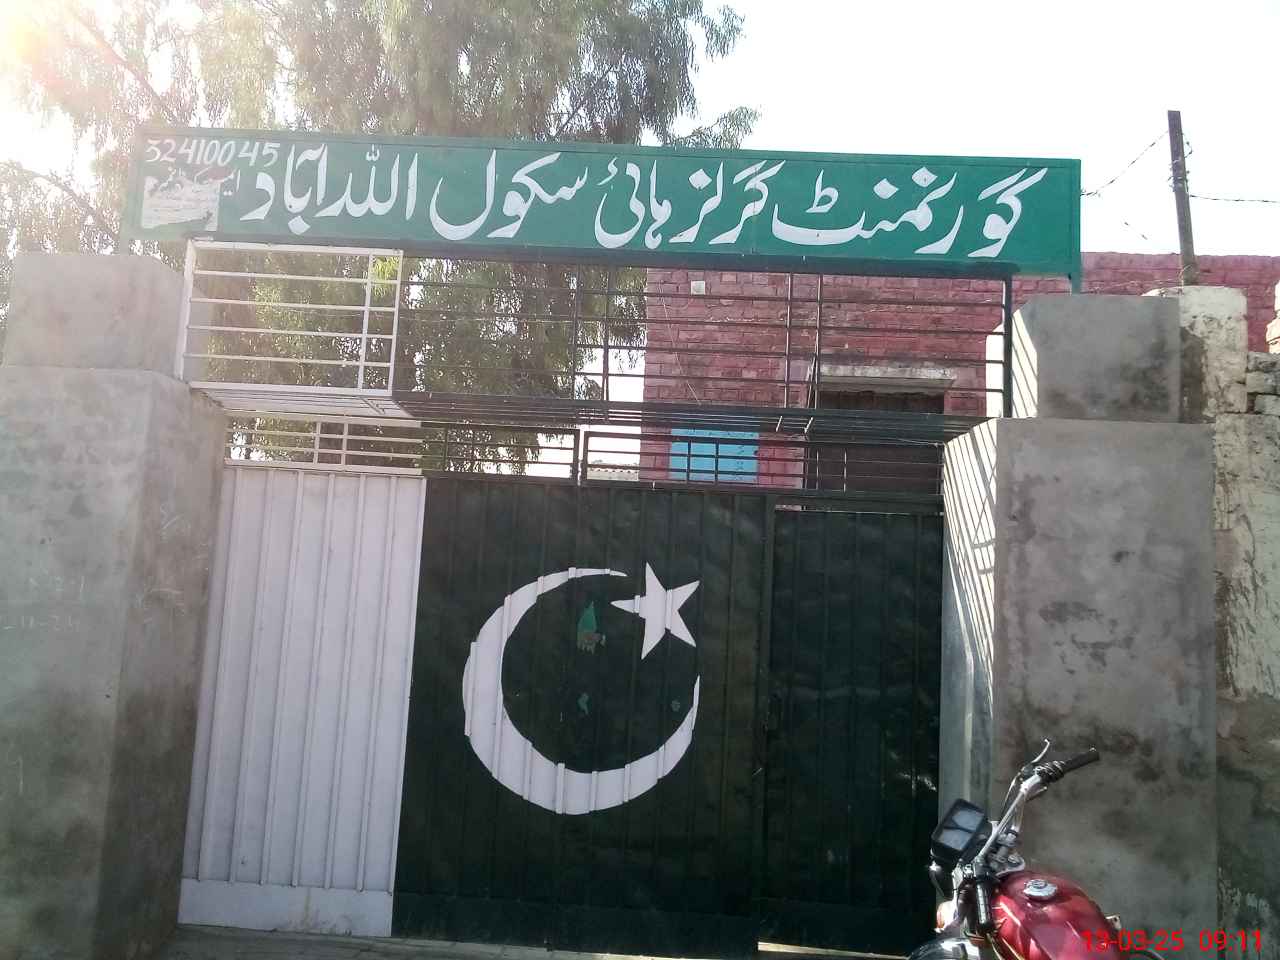 گورنمنٹ گرلز ہائی سکول اللہ آباد
32410045
13-03-25 09:11